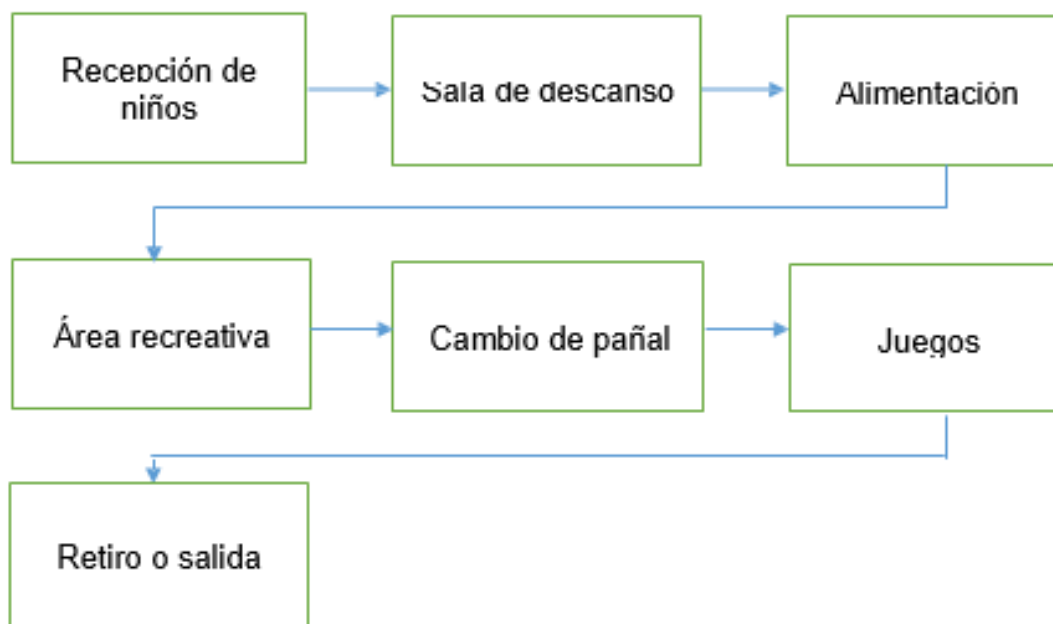 Recepción de
niños
Sala de descanso
Alimentación
Área recreativa
Cambio de pañal
Juegos
Retiro o salida